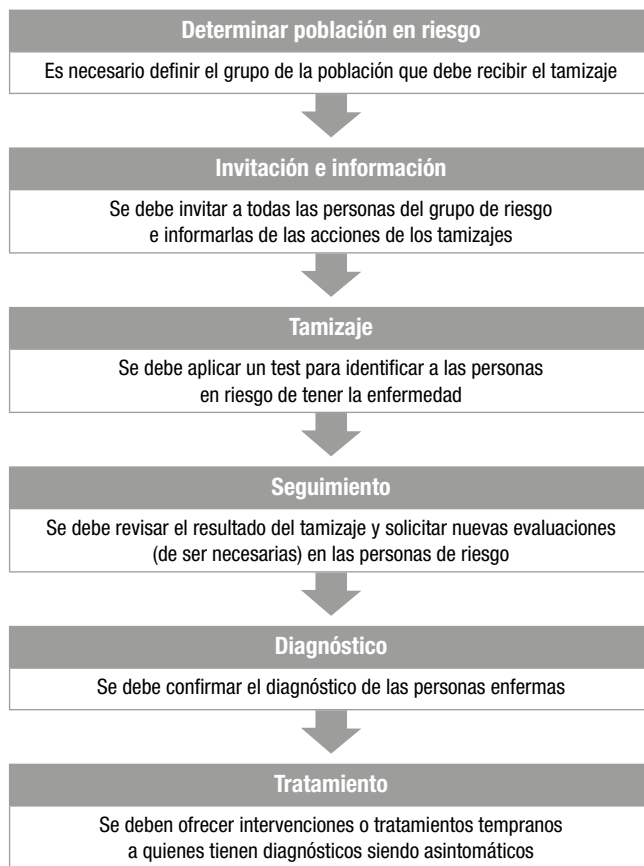 Determinar población en riesgo
Es necesario definir el grupo de la población que debe recibir el tamizaje
Invitación e información
Se debe invitar a todas las personas del grupo de riesgo
e informarlas de las acciones de los tamizajes
Tamizaje
Se debe aplicar un test para identificar a las personas
en riesgo de tener la enfermedad
Seguimiento
Se debe revisar el resultado del tamizaje y solicitar nuevas evaluaciones
(de ser necesarias) en las personas de riesgo
Diagnóstico
Se debe confirmar el diagnóstico de las personas enfermas
Tratamiento
Se deben ofrecer intervenciones o tratamientos tempranos
a quienes tienen diagnósticos siendo asintomáticos